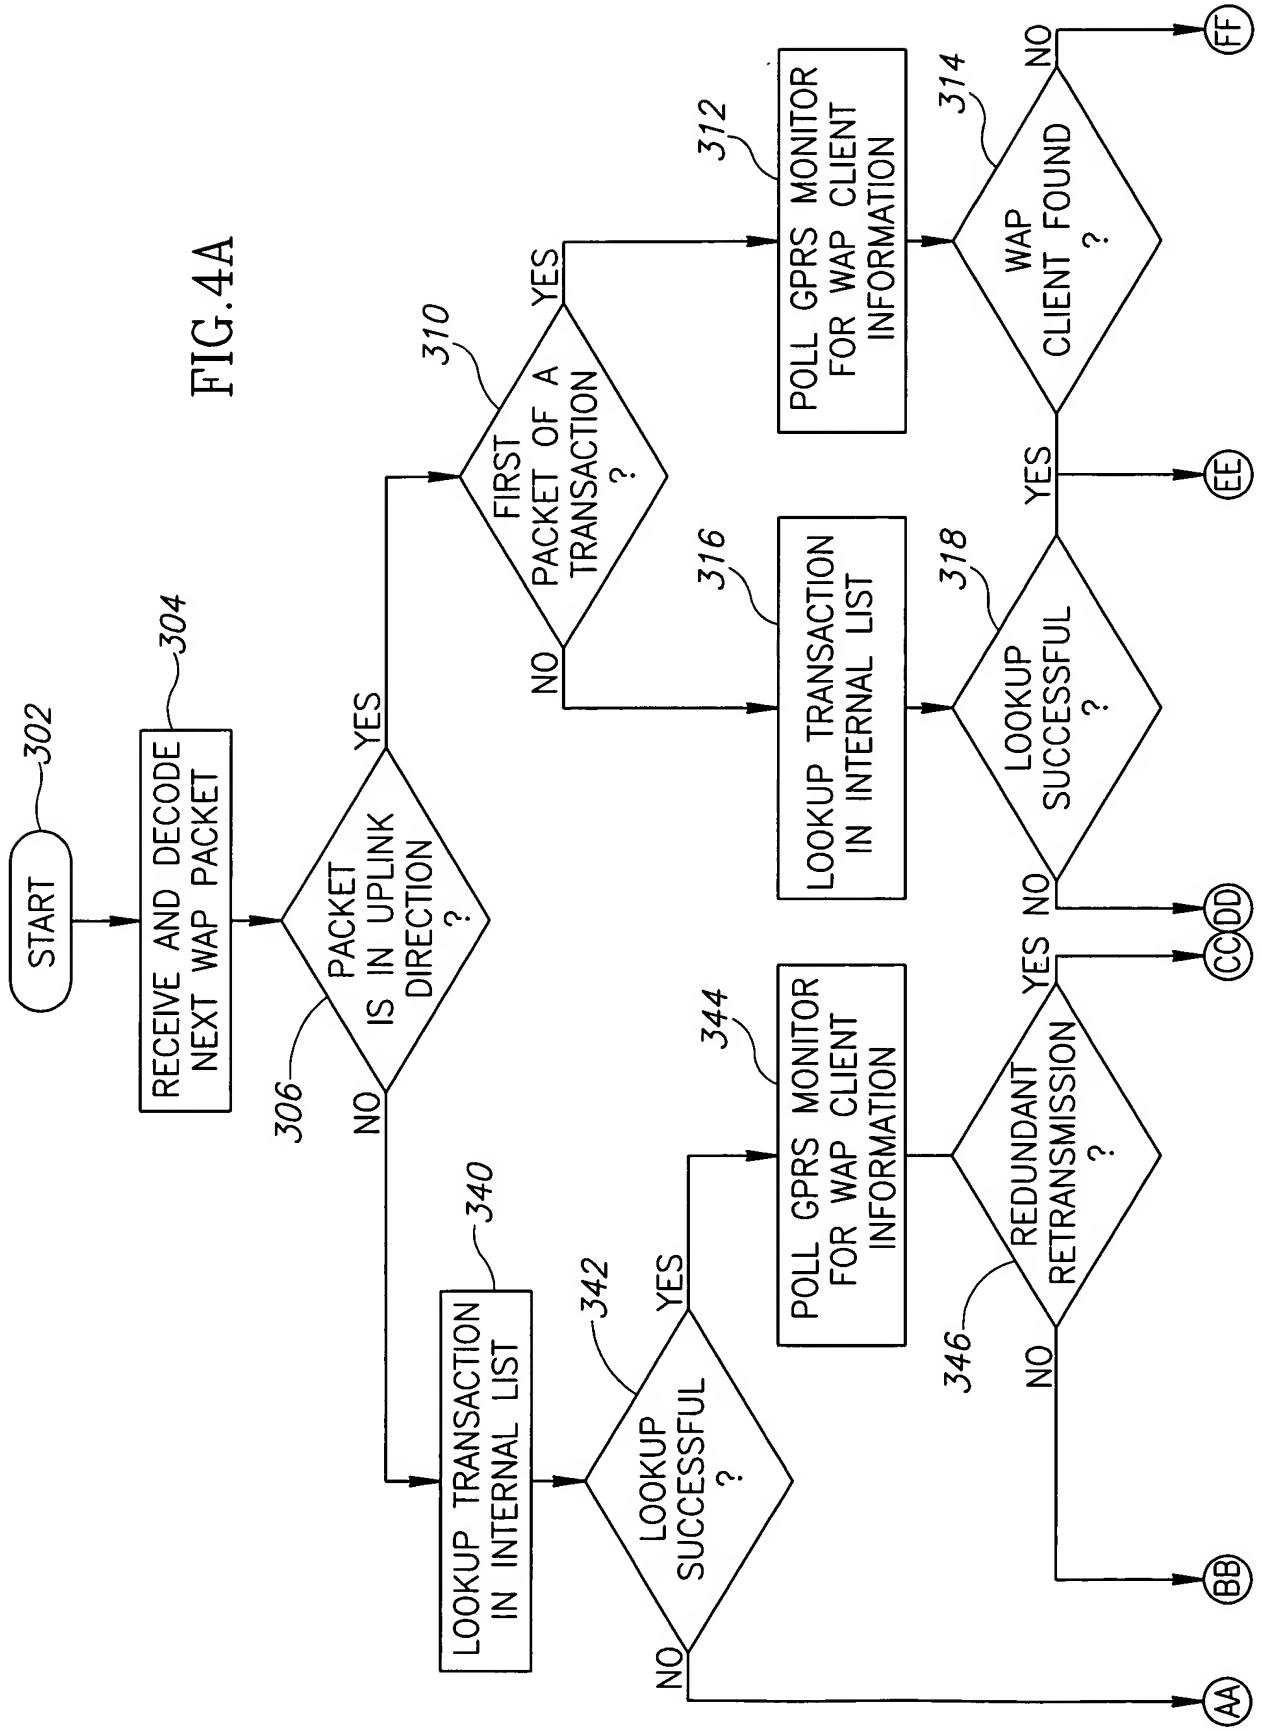 FIG.4A
START
302
RECEIVE AND DECODE
NEXT WAP PACKET
304
PACKET
IS IN UPLINK
DIRECTION
?
306
NO
YES
LOOKUP TRANSACTION
IN INTERNAL LIST
340
FIRST
PACKET OF A
TRANSACTION
?
310
NO
YES
LOOKUP
SUCCESSFUL
?
342
NO
YES
POLL GPRS MONITOR
FOR WAP CLIENT
INFORMATION
344
LOOKUP TRANSACTION
IN INTERNAL LIST
316
POLL GPRS MONITOR
FOR WAP CLIENT
INFORMATION
312
REDUNDANT
RETRANSMISSION
?
346
NO
YES
LOOKUP
SUCCESSFUL
?
318
NO
YES
WAP
CLIENT FOUND
?
314
NO
AA
BB
CC
DD
EE
FF